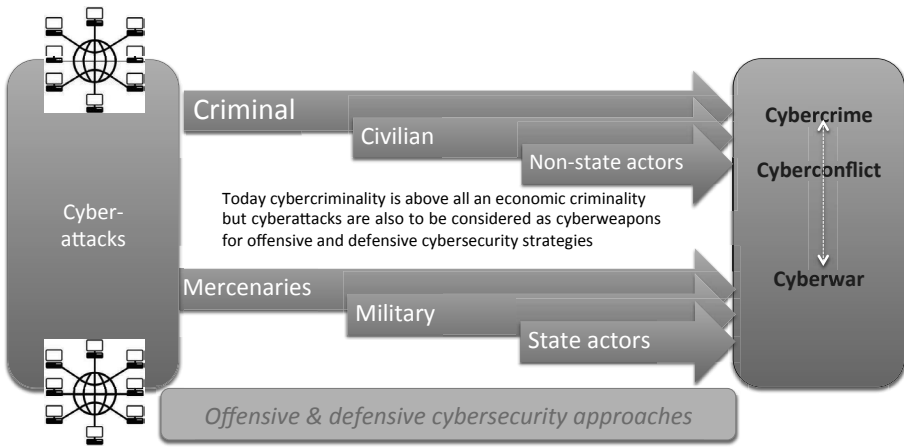 Cyber-
attacks
Criminal
Civilian
Non-state actors
Today cybercriminality is above all an economic criminality
but cyberattacks are also to be considered as cyberweapons
for offensive and defensive cybersecurity strategies
Mercenaries
Military
State actors
Cybercrime
Cyberconflict
Cyberwar
Offensive & defensive cybersecurity approaches